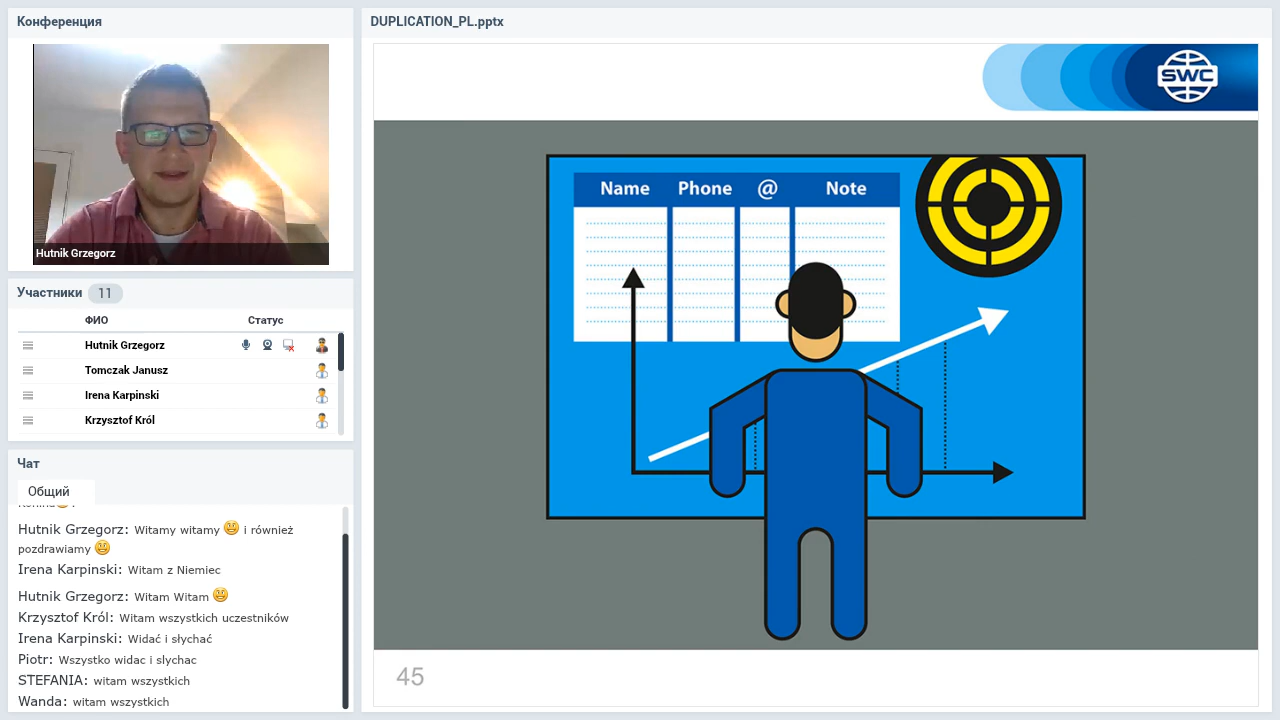 Конференция
Hutnik Grzegorz
Участники 11
ФИО Статус
Hutnik Grzegorz
Tomczak Janusz
Irena Karpinski
Krzysztof Król
Чат
Общий
Hutnik Grzegorz: Witamy witamy i również
pozdrawiamy
Irena Karpinski: Witam z Niemiec
Hutnik Grzegorz: Witam Witam
Krzysztof Król: Witam wszystkich uczestników
Irena Karpinski: Widać i słychać
Piotr: Wszystko widac i slychac
STEFANIA: witam wszystkich
Wanda: witam wszystkich
DUPLICATION_PL.pptx
SWC
Name Phone @ Note
45